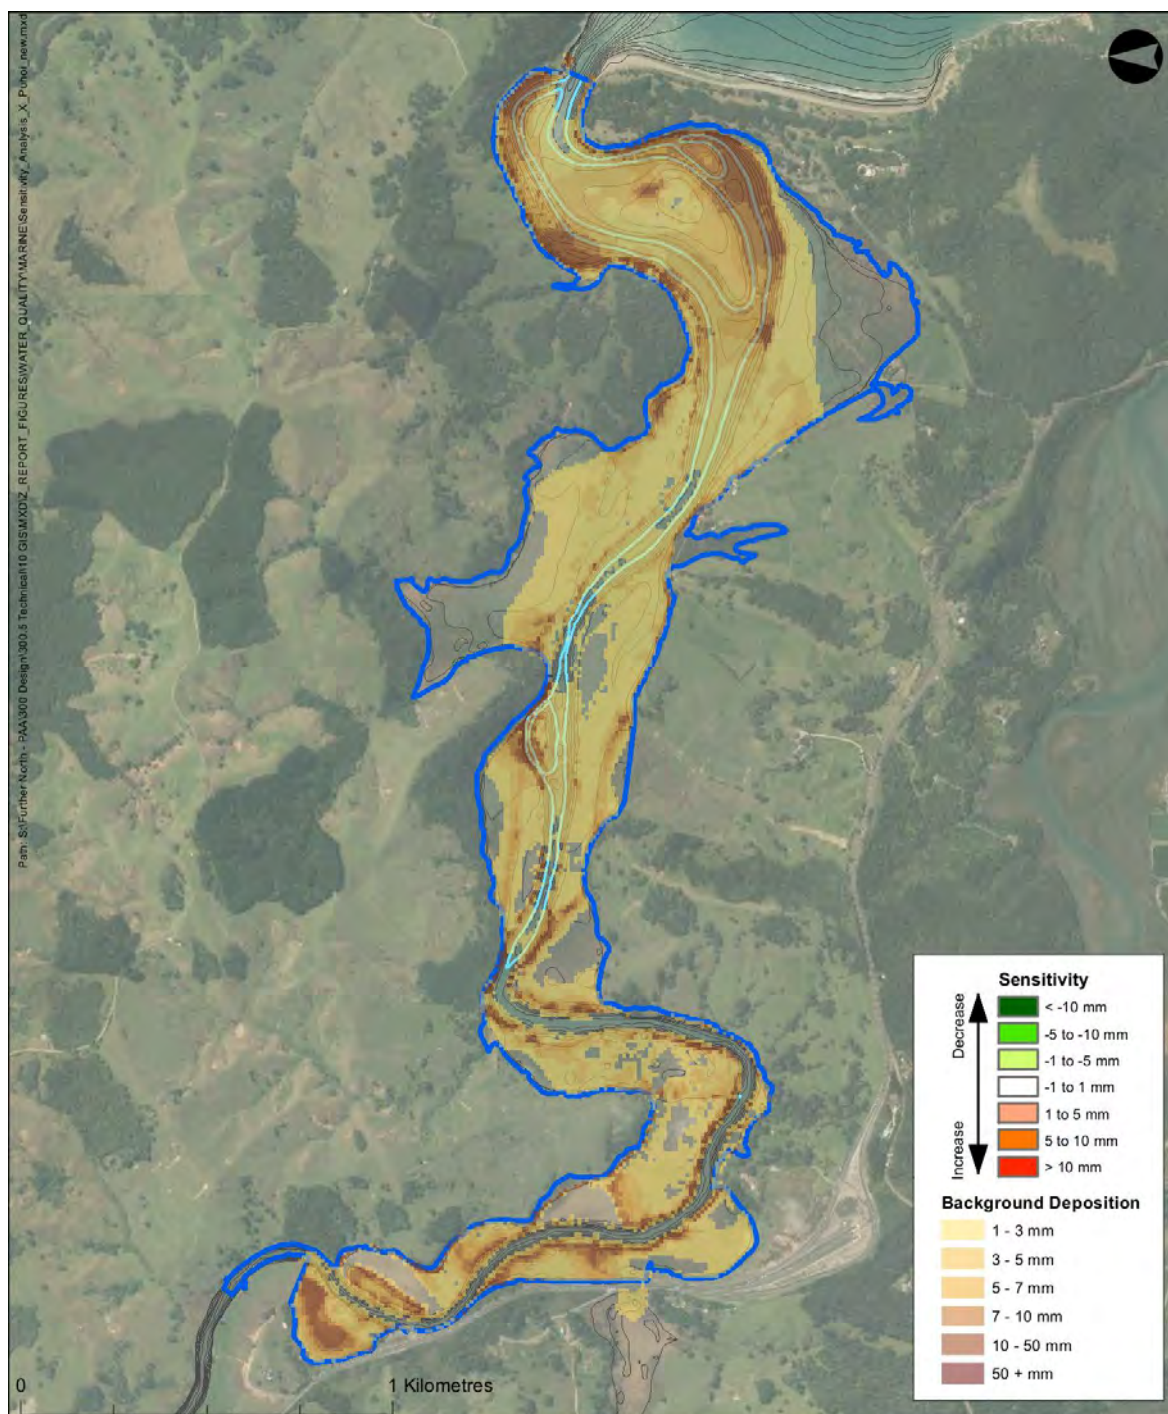 Path: S:\Further North - PAA\300 Design\300.5 Technical\10 GIS\MXD\Z_REPORT_FIGURES\WATER_QUALITY\MARINE\Sensitivity_Analysis_X_Puhoi_new.mxd
Sensitivity
Decrease
Increase
< -10 mm
-5 to -10 mm
-1 to -5 mm
-1 to 1 mm
1 to 5 mm
5 to 10 mm
> 10 mm
Background Deposition
1 - 3 mm
3 - 5 mm
5 - 7 mm
7 - 10 mm
10 - 50 mm
50 + mm
0
1 Kilometres